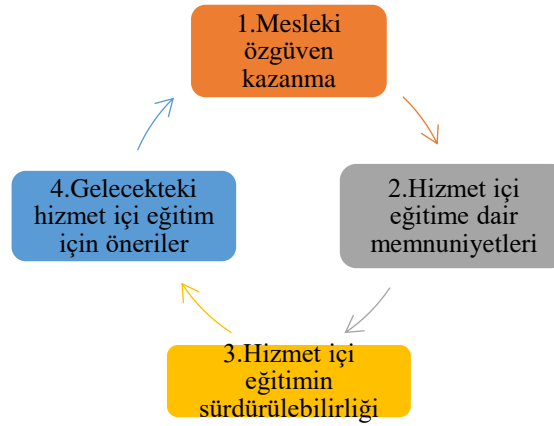 1.Mesleki
özgüven
kazanma
2.Hizmet içi
eğitime dair
memnuniyetleri
3.Hizmet içi
eğitimin
sürdürülebilirliği
4.Gelecekteki
hizmet içi eğitim
için öneriler